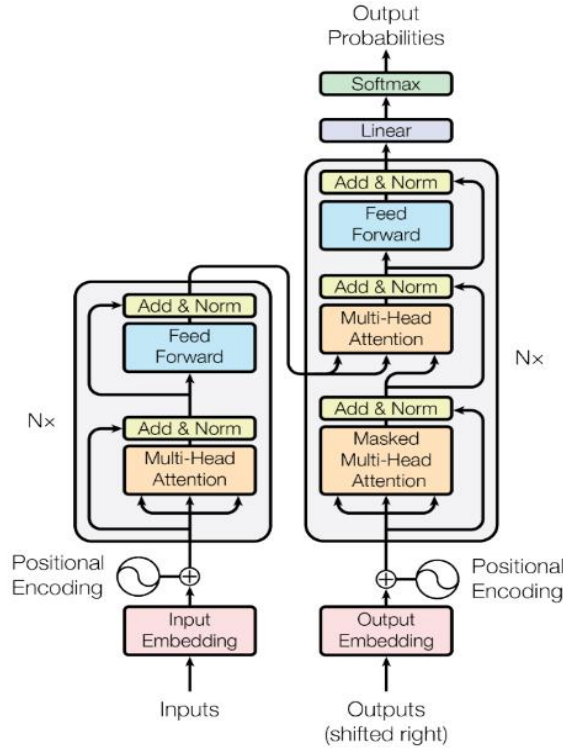 Output
Probabilities
Softmax
Linear
Add & Norm
Feed
Forward
Add & Norm
Multi-Head
Attention
Nx
Add & Norm
Masked
Multi-Head
Attention
Positional
Encoding
Output
Embedding
Outputs
(shifted right)
Add & Norm
Feed
Forward
Nx
Add & Norm
Multi-Head
Attention
Positional
Encoding
Input
Embedding
Inputs